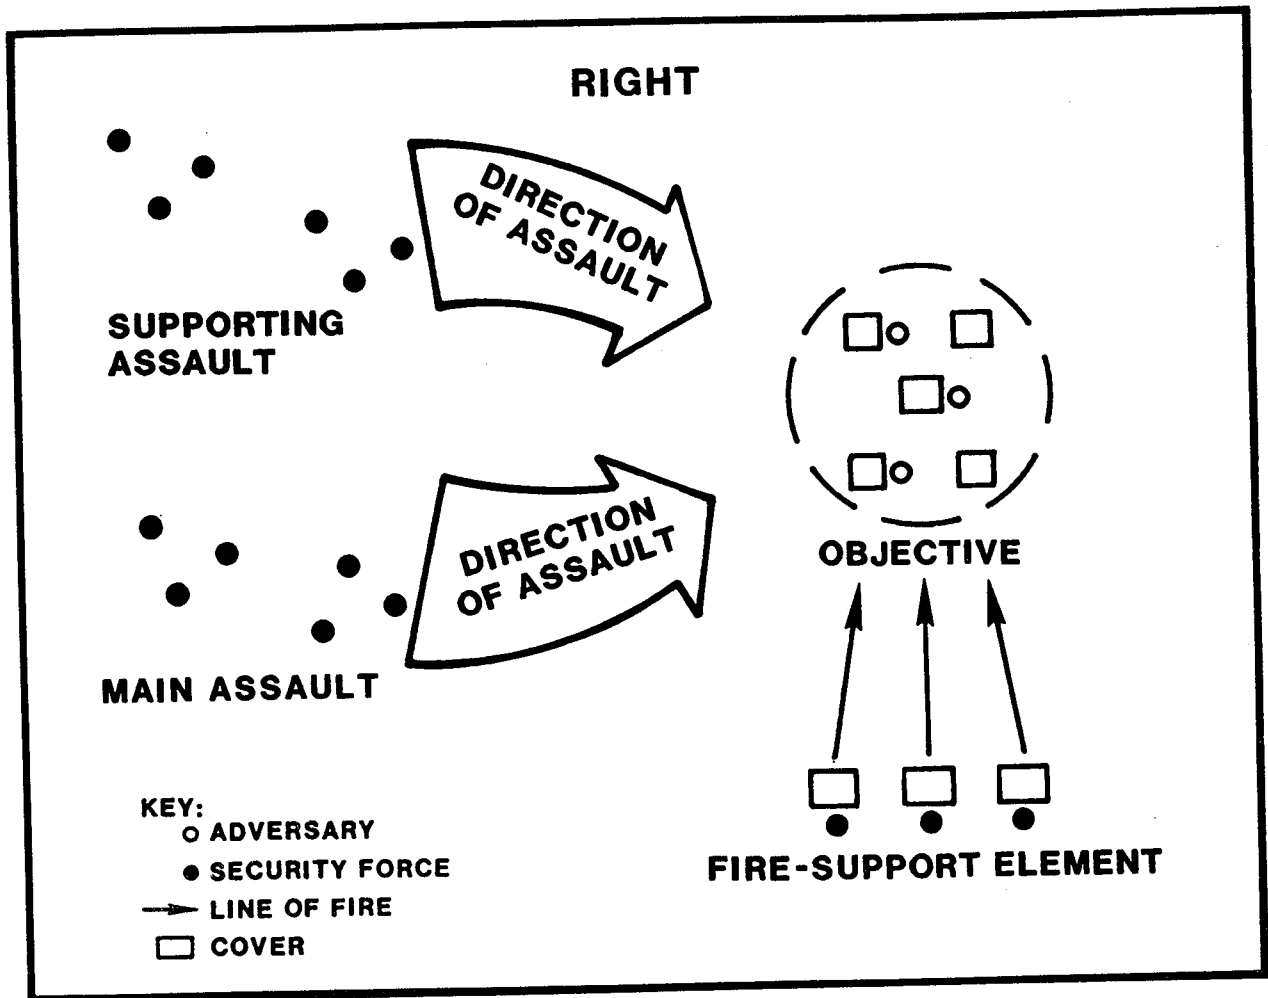 RIGHT
DIRECTION
OF ASSAULT
SUPPORTING
ASSAULT
DIRECTION
OF ASSAULT
OBJECTIVE
MAIN ASSAULT
KEY:
ADVERSARY
SECURITY FORCE
LINE OF FIRE
COVER
FIRE-SUPPORT ELEMENT